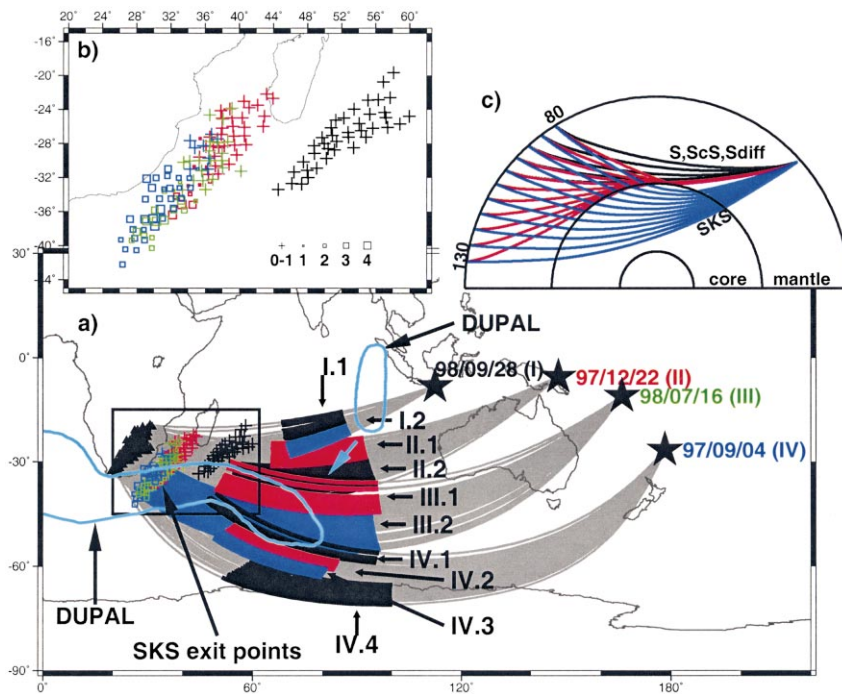 20° 24° 28° 32° 36° 40° 44° 48° 52° 56° 60°
b)
-16°
-20°
-24°
-28°
-32°
-36°
-40°
0-1 1 2 3 4
c)
80
130
S,ScS,Sdiff
SKS
core mantle
30°
0°
-30°
-60°
-90°
a)
I.1
DUPAL
98/09/28 (I)
97/12/22 (II)
98/07/16 (III)
97/09/04 (IV)
I.2
II.1
II.2
III.1
III.2
IV.1
IV.2
IV.3
IV.4
DUPAL
SKS exit points
0° 60° 120° 180°